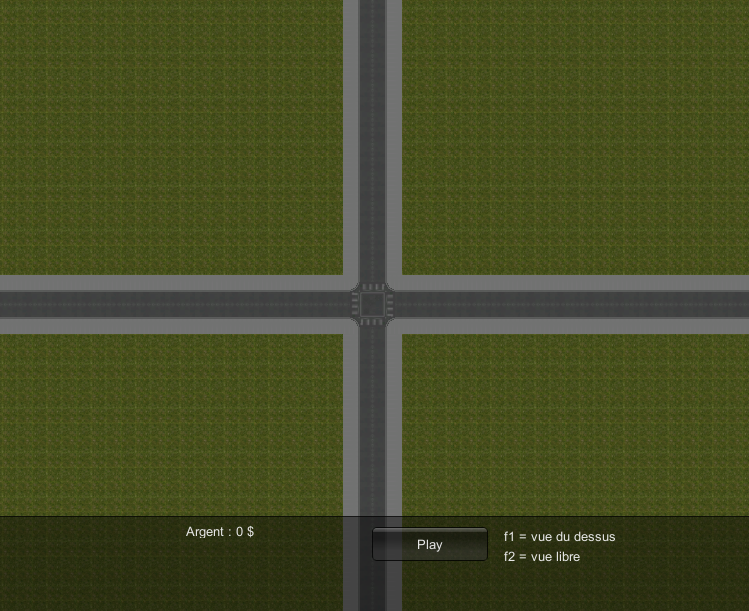 Argent : 0 $
Play
f1 = vue du dessus
f2 = vue libre